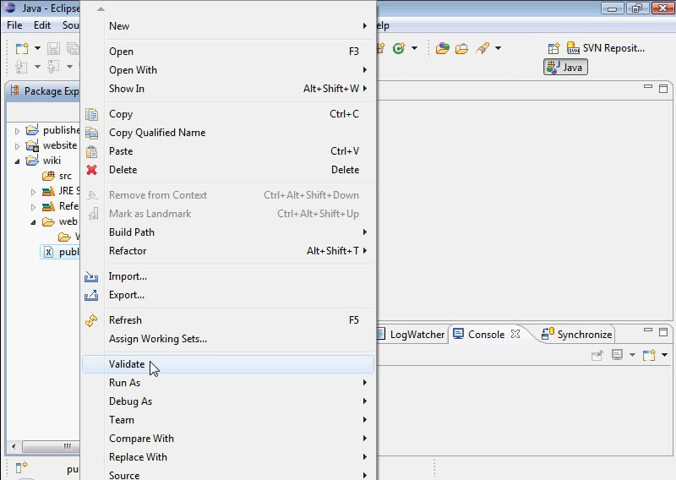 Java - Eclipse
File Edit Sou elp
SVN Reposit...
Java
Package Exp
publishe
website
wiki
src
JRE S
Refe
web
W
publ
New
Open F3
Open With
Show In Alt+Shift+W
Copy Ctrl+C
Copy Qualified Name
Paste Ctrl+V
Delete Delete
Remove from Context Ctrl+Alt+Shift+Down
Mark as Landmark Ctrl+Alt+Shift+Up
Build Path
Refactor Alt+Shift+T
Import...
Export...
Refresh F5
Assign Working Sets...
Validate
Run As
Debug As
Team
Compare With
Replace With
Source
LogWatcher Console Synchronize
pu